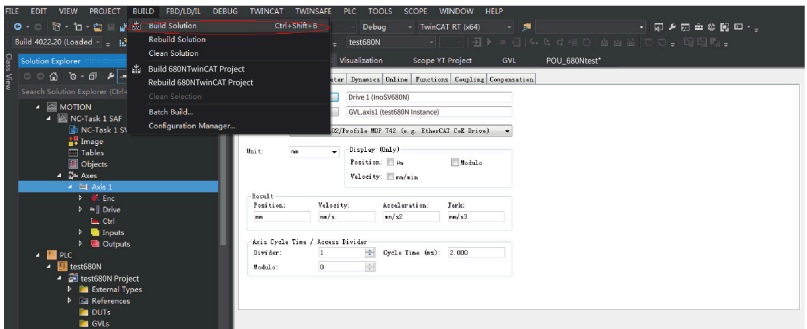 FILE EDIT VIEW PROJECT BUILD FBD/LD/IL DEBUG TWINCAT TWINSAFE PLC TOOLS SCOPE WINDOW HELP
Build Solution Ctrl+Shift+B
Debug TwinCAT RT (x64)
Build 4022.20 (Loaded
Rebuild Solution
test680N
Clean Solution
Solution Explorer
Visualization Scope YT Project GVL POU_680Ntest*
Class View
Build 680NTwinCAT Project
Rebuild 680NTwinCAT Project
Dynamics Online Functions Coupling Compensation
Search Solution Explorer (Ctrl+
Clean Selection
Drive 1 (InoSV680N)
MOTION
Batch Build...
GVL.axis1 (test680N Instance)
NC-Task 1 SAF
Configuration Manager...
NC-Task 1 SV
02/Profile MDP 742 (e.g. EtherCAT CoE Drive)
Image
Tables
Unit: mm
Display (Only)
Objects
Position: µm Modulo
Axes
Velocity: mm/min
Axis 1
Enc
Result
Drive
Position: Velocity: Acceleration: Jerk:
Ctrl
mm mm/s mm/s2 mm/s3
Inputs
Outputs
Axis Cycle Time / Access Divider
PLC
Divider: 1 Cycle Time (ms): 2.000
test680N
Modulo: 0
test680N Project
External Types
References
DUTs
GVLs